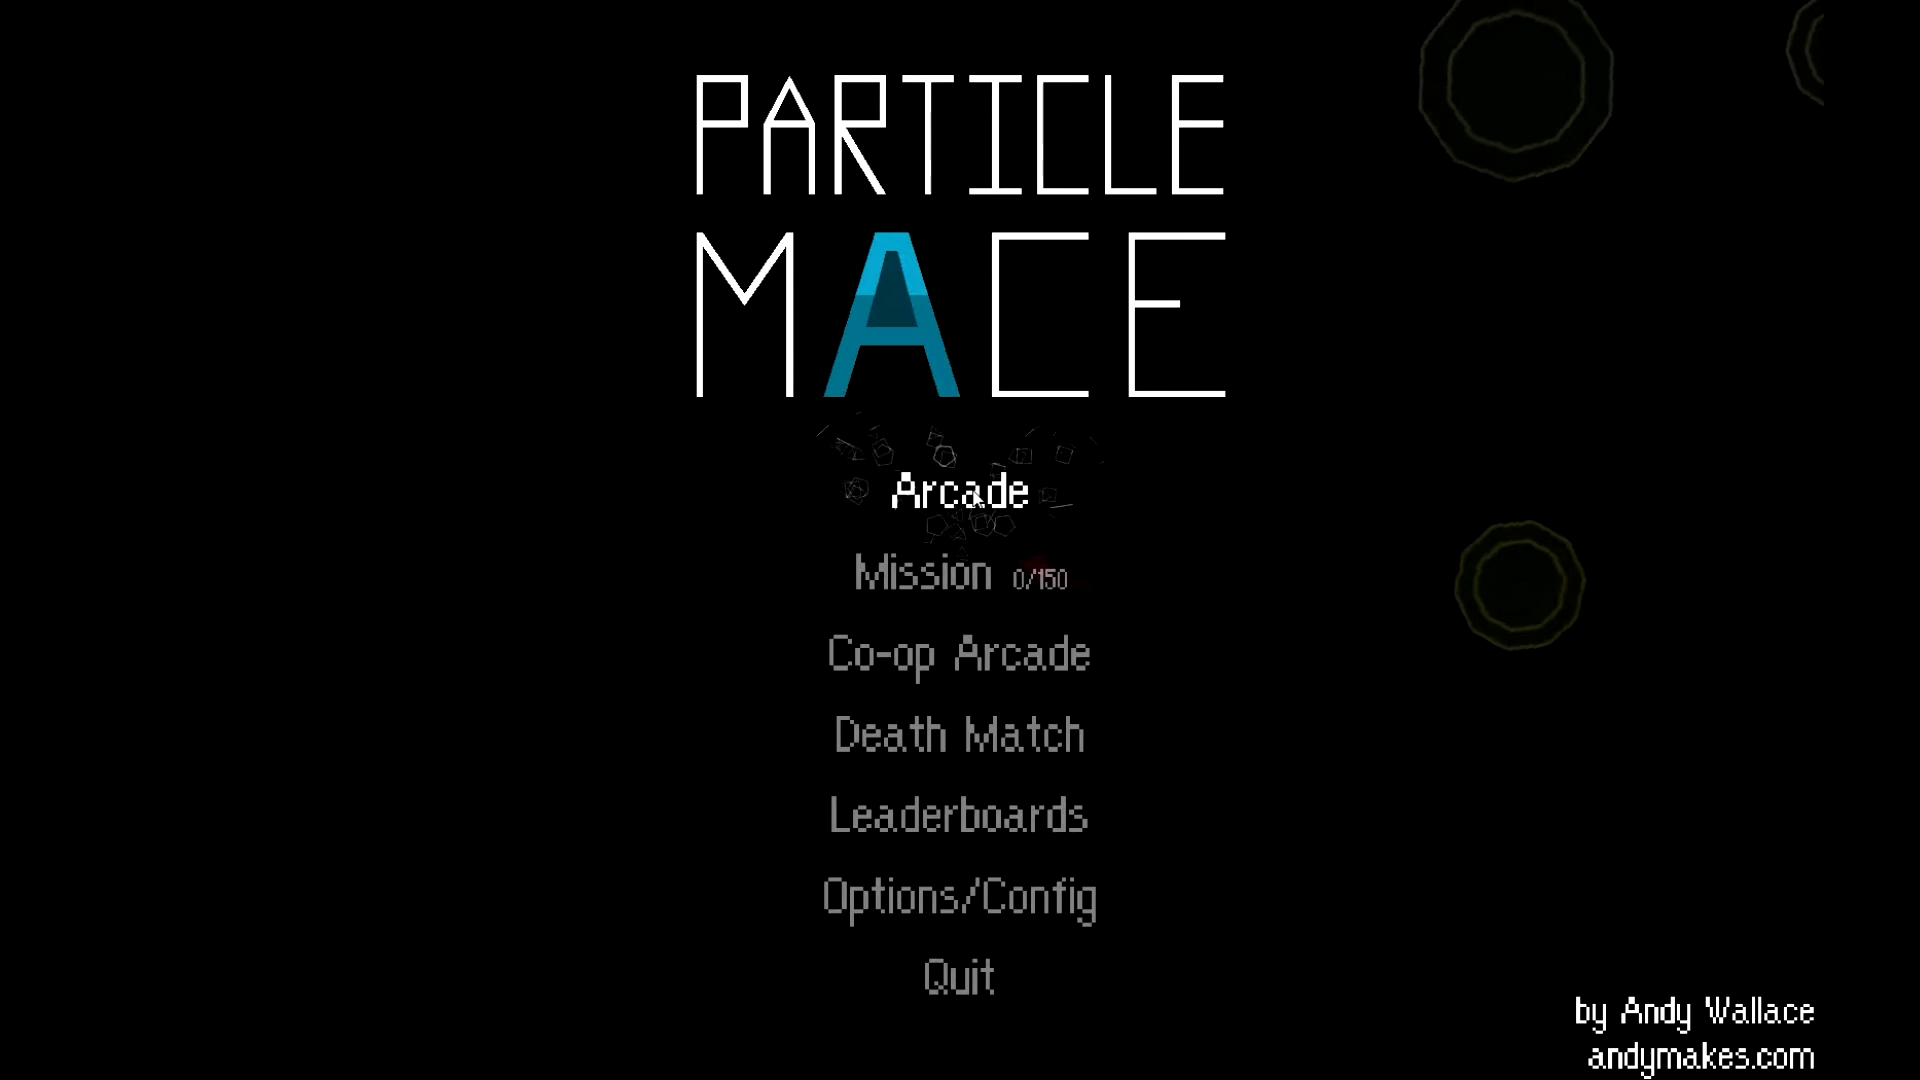 PARTICLE
MACE
Arcade
Mission 0/150
Co-op Arcade
Death Match
Leaderboards
Options/Config
Quit
by Andy Wallace
andymakes.com